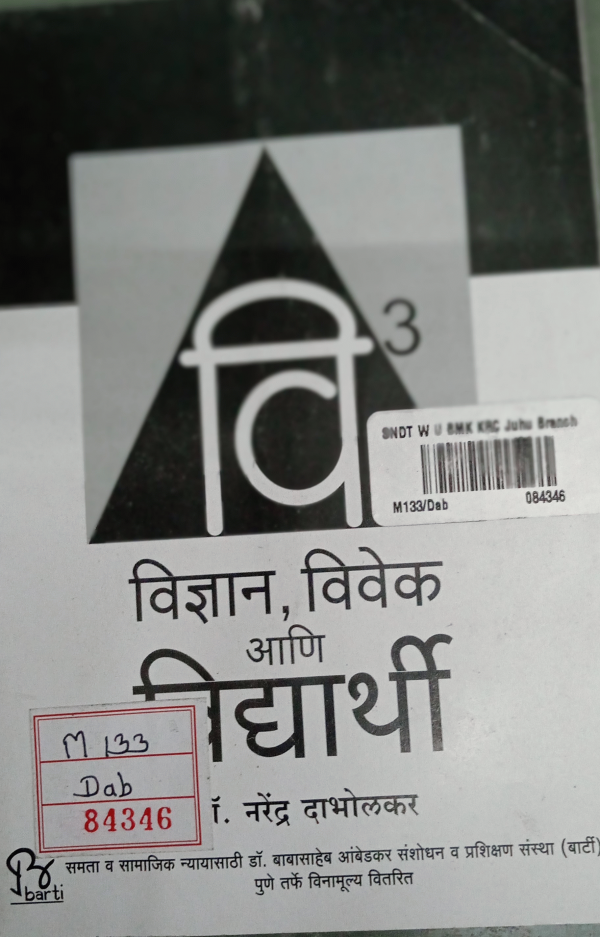 वि ३
SNDT W U BMK KRC Juhu Branch
M133/Dab 084346
विज्ञान, विवेक
आणि
विद्यार्थी
M 133
Dab
84346
डॉ. नरेंद्र दाभोलकर
barti
समता व सामाजिक न्यायासाठी डॉ. बाबासाहेब आंबेडकर संशोधन व प्रशिक्षण संस्था (बार्टी)
पुणे तर्फे विनामूल्य वितरित